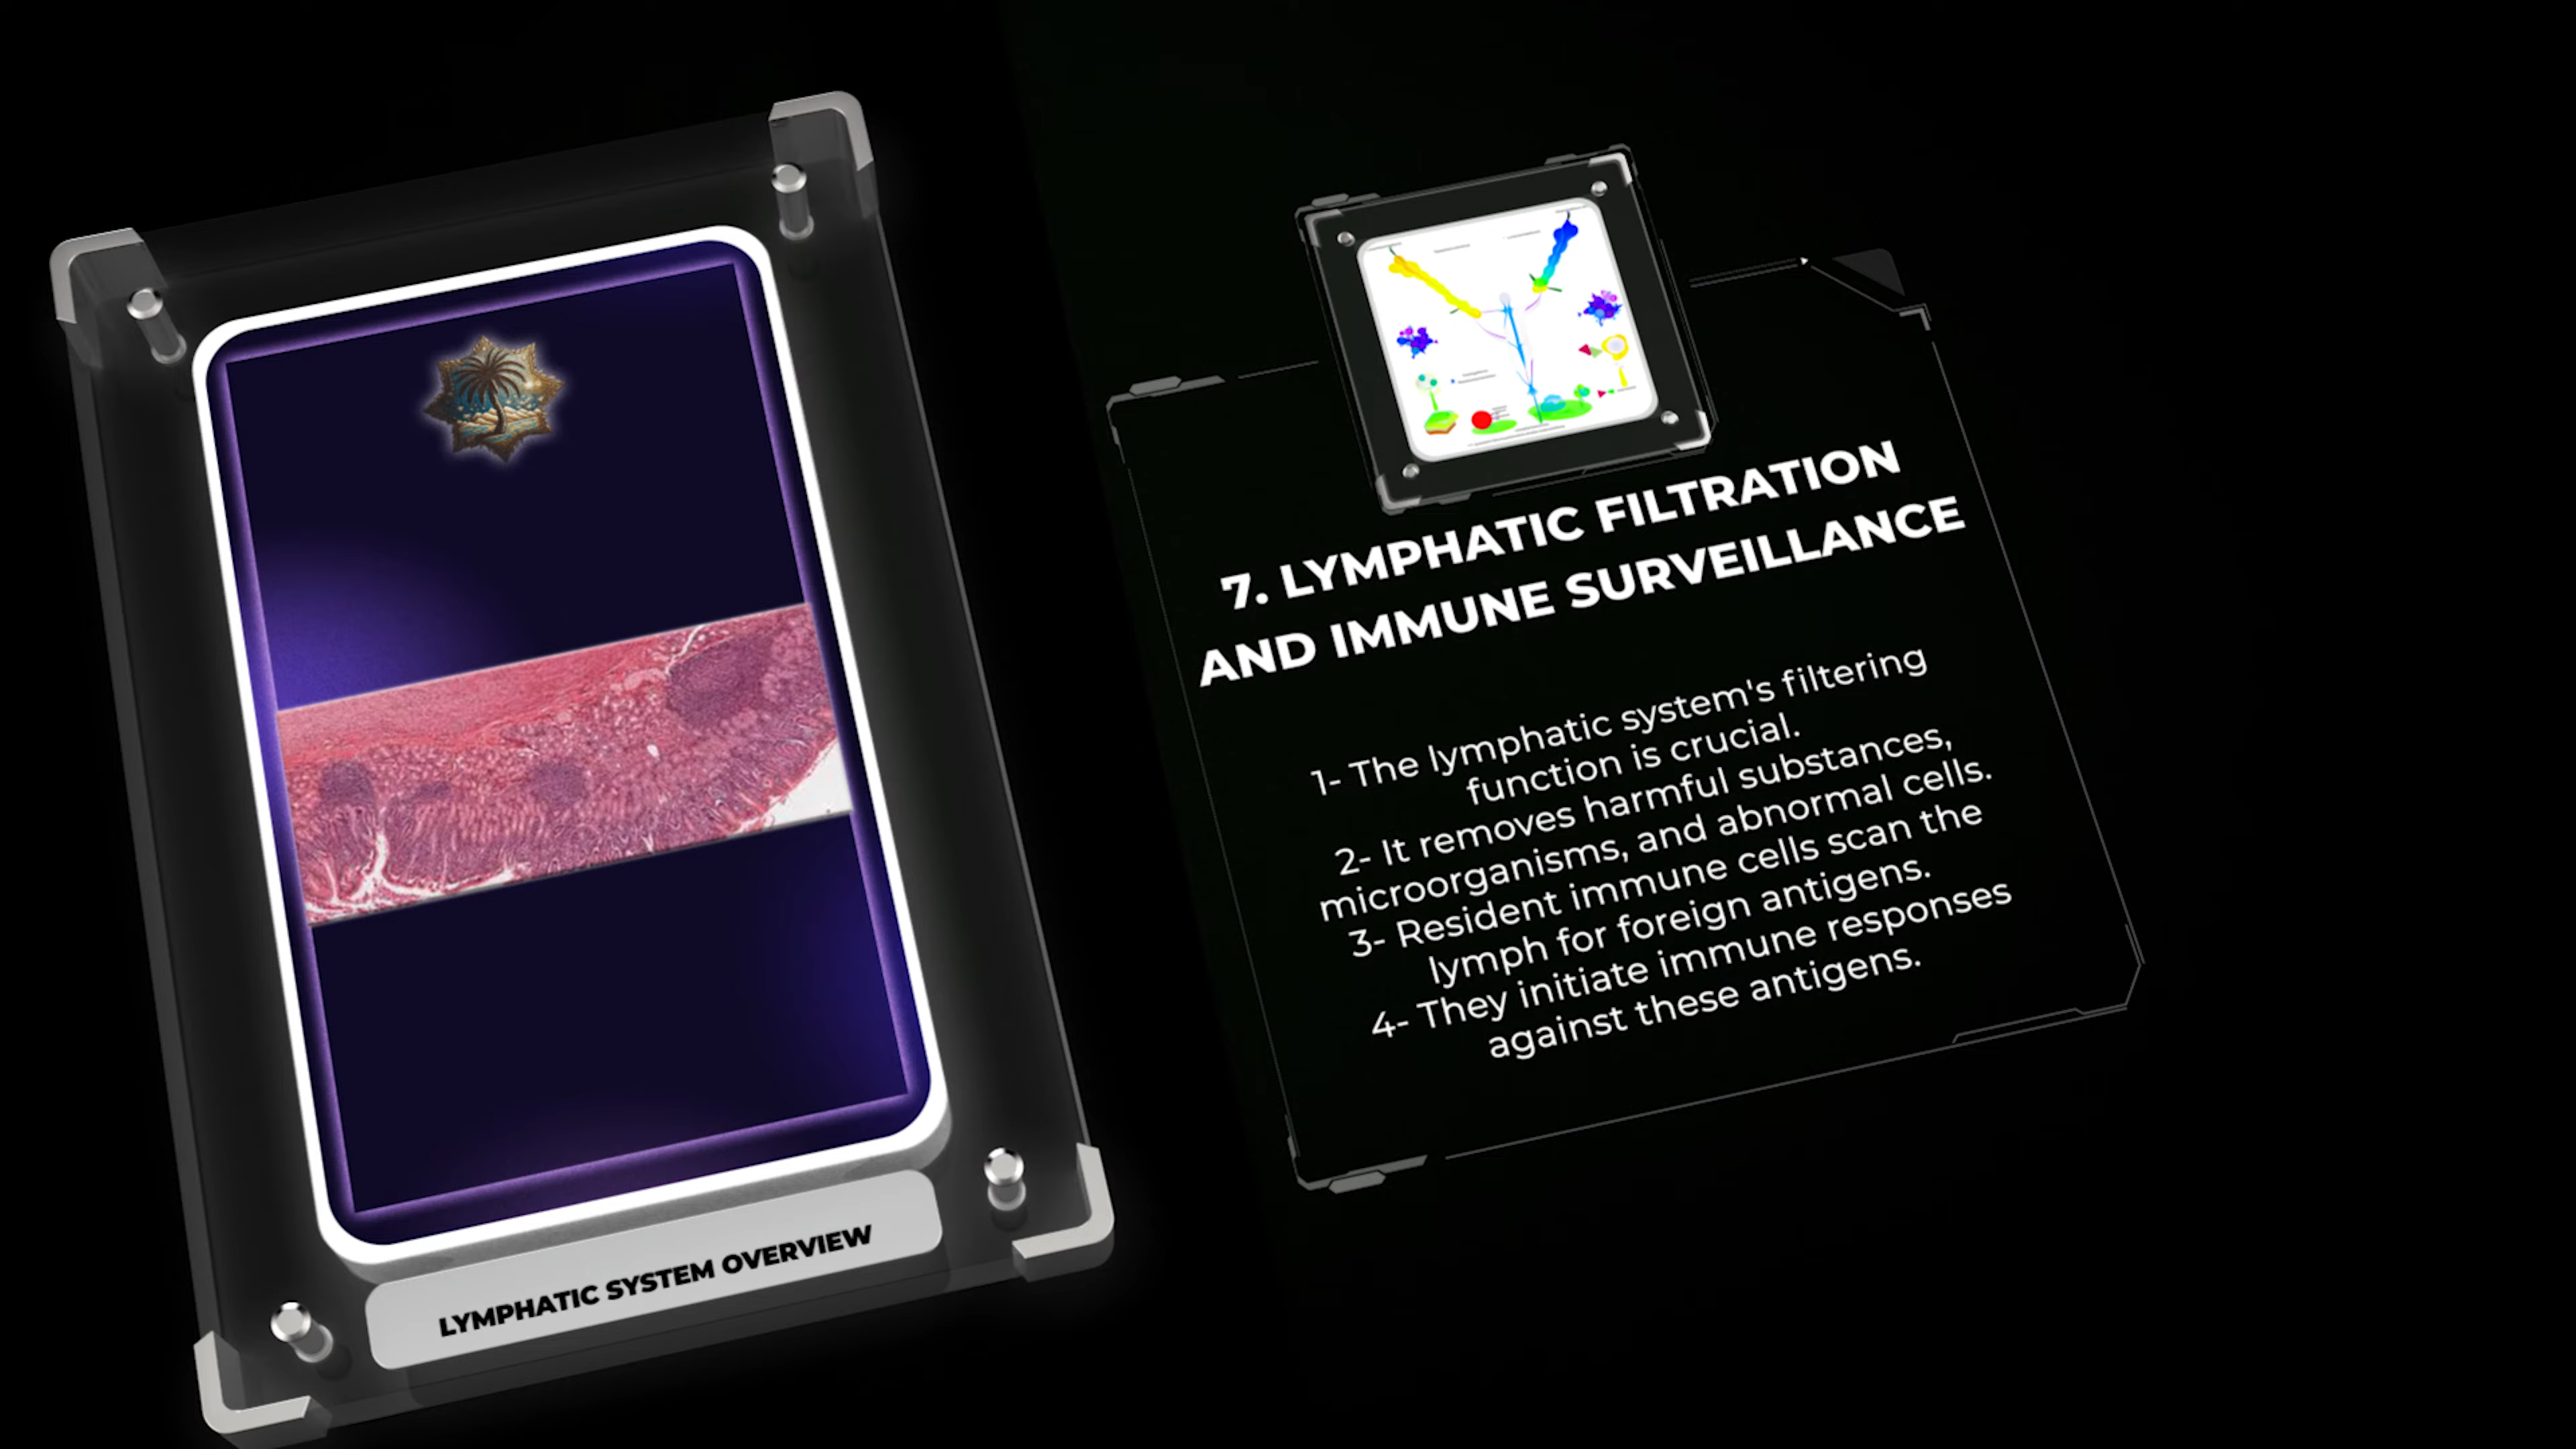 7. LYMPHATIC FILTRATION
AND IMMUNE SURVEILLANCE
1- The lymphatic system's filtering
function is crucial.
2- It removes harmful substances,
microorganisms, and abnormal cells.
3- Resident immune cells scan the
lymph for foreign antigens.
4- They initiate immune responses
against these antigens.
LYMPHATIC SYSTEM OVERVIEW